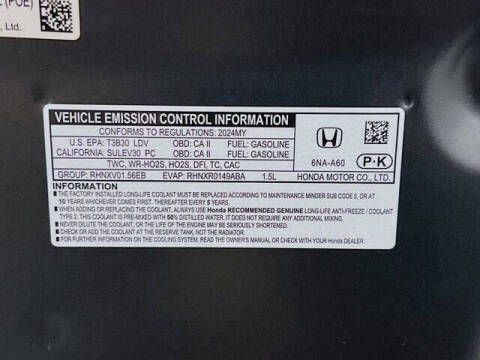 (POE)
, Ltd.
VEHICLE EMISSION CONTROL INFORMATION
CONFORMS TO REGULATIONS: 2024MY
U.S. EPA: T3B30 LDV OBD: CA II FUEL: GASOLINE
CALIFORNIA: SULEV30 PC OBD: CA II FUEL: GASOLINE
TWC, WR-HO2S, HO2S, DFI, TC, CAC
GROUP: RHNXV01.56EB EVAP: RHNXR0149ABA 1.5L
6NA-A60
P·K
HONDA MOTOR CO., LTD.
INFORMATION
■ THE FACTORY INSTALLED LONG-LIFE COOLANT MUST BE REPLACED ACCORDING TO MAINTENANCE MINDER SUB CODE 5, OR AT
10 YEARS WHICHEVER COMES FIRST, THEREAFTER EVERY 5 YEARS.
■ WHEN ADDING OR REPLACING THE COOLANT, ALWAYS USE Honda RECOMMENDED GENUINE LONG-LIFE ANTI-FREEZE / COOLANT
TYPE 2. THIS COOLANT IS PRE-MIXED WITH 50% DISTILLED WATER, IT DOES NOT REQUIRE ANY ADDITIONAL MIXING.
■ NEVER DILUTE THE COOLANT, OR THE LIFE OF THE ENGINE MAY BE SERIOUSLY SHORTENED.
■ CHECK OR ADD COOLANT AT THE RESERVE TANK, NOT THE RADIATOR.
■ FOR FURTHER INFORMATION ON THE COOLING SYSTEM, READ THE OWNER'S MANUAL OR CHECK WITH YOUR Honda DEALER.